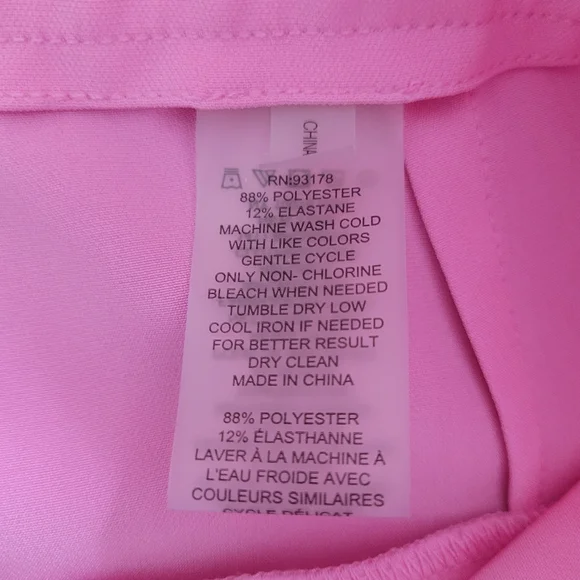 CHINA
RN:93178
88% POLYESTER
12% ELASTANE
MACHINE WASH COLD
WITH LIKE COLORS
GENTLE CYCLE
ONLY NON- CHLORINE
BLEACH WHEN NEEDED
TUMBLE DRY LOW
COOL IRON IF NEEDED
FOR BETTER RESULT
DRY CLEAN
MADE IN CHINA
88% POLYESTER
12% ÉLASTHANNE
LAVER À LA MACHINE À
L'EAU FROIDE AVEC
COULEURS SIMILAIRES
CYCLE DÉLICAT